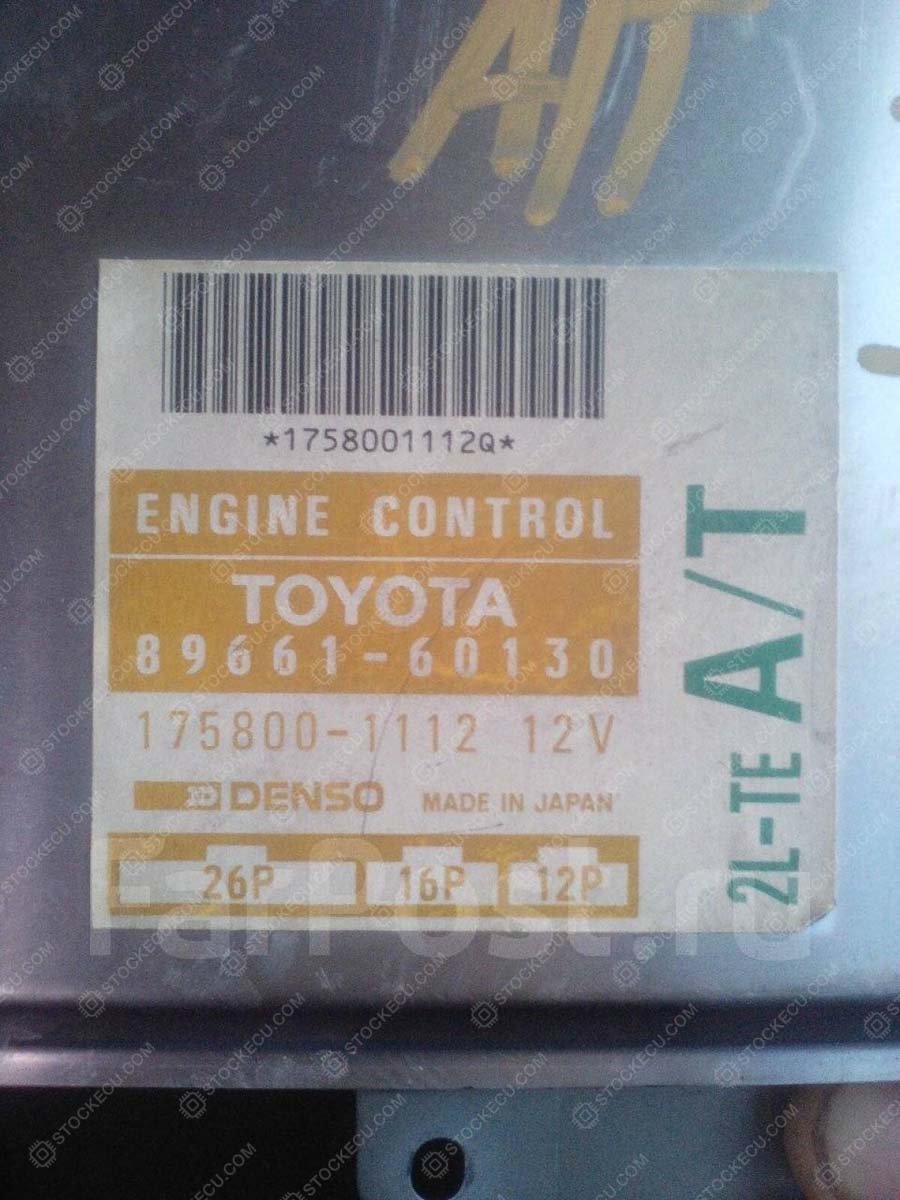 A/T
*1758001112Q*
ENGINE CONTROL
TOYOTA
89661-60130
175800-1112 12V
DENSO MADE IN JAPAN
26P 16P 12P
2L-TE A/T
FarPost.ru
STOCKECU.COM